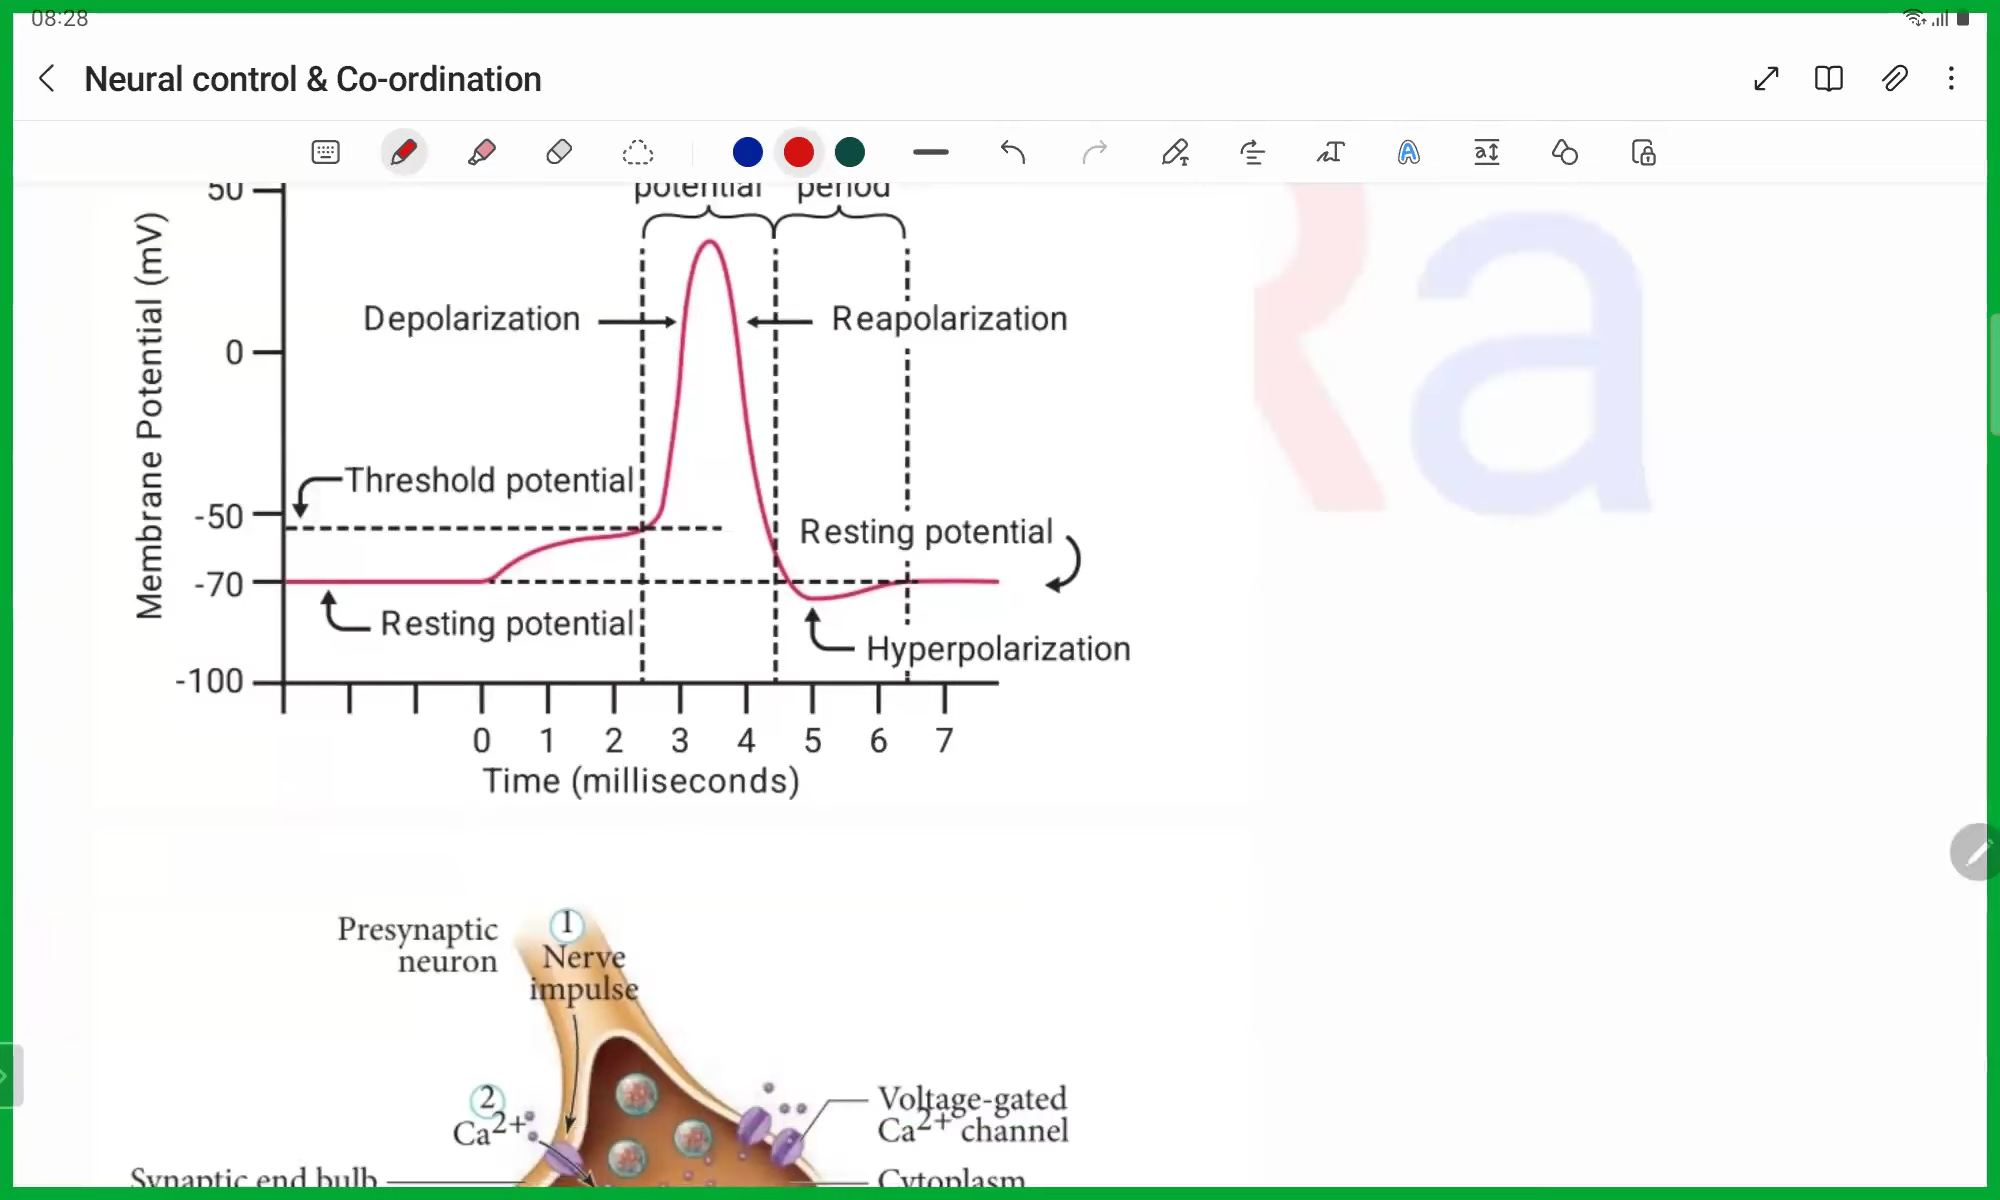 08:28
Neural control & Co-ordination
potential period
50
Membrane Potential (mV)
Depolarization
Reapolarization
0
Threshold potential
-50
Resting potential
-70
Resting potential
Hyperpolarization
-100
0 1 2 3 4 5 6 7
Time (milliseconds)
Ra
Presynaptic
neuron
1
Nerve
impulse
2
Ca2+
Voltage-gated
Ca2+ channel
Synaptic end bulb
Cytoplasm